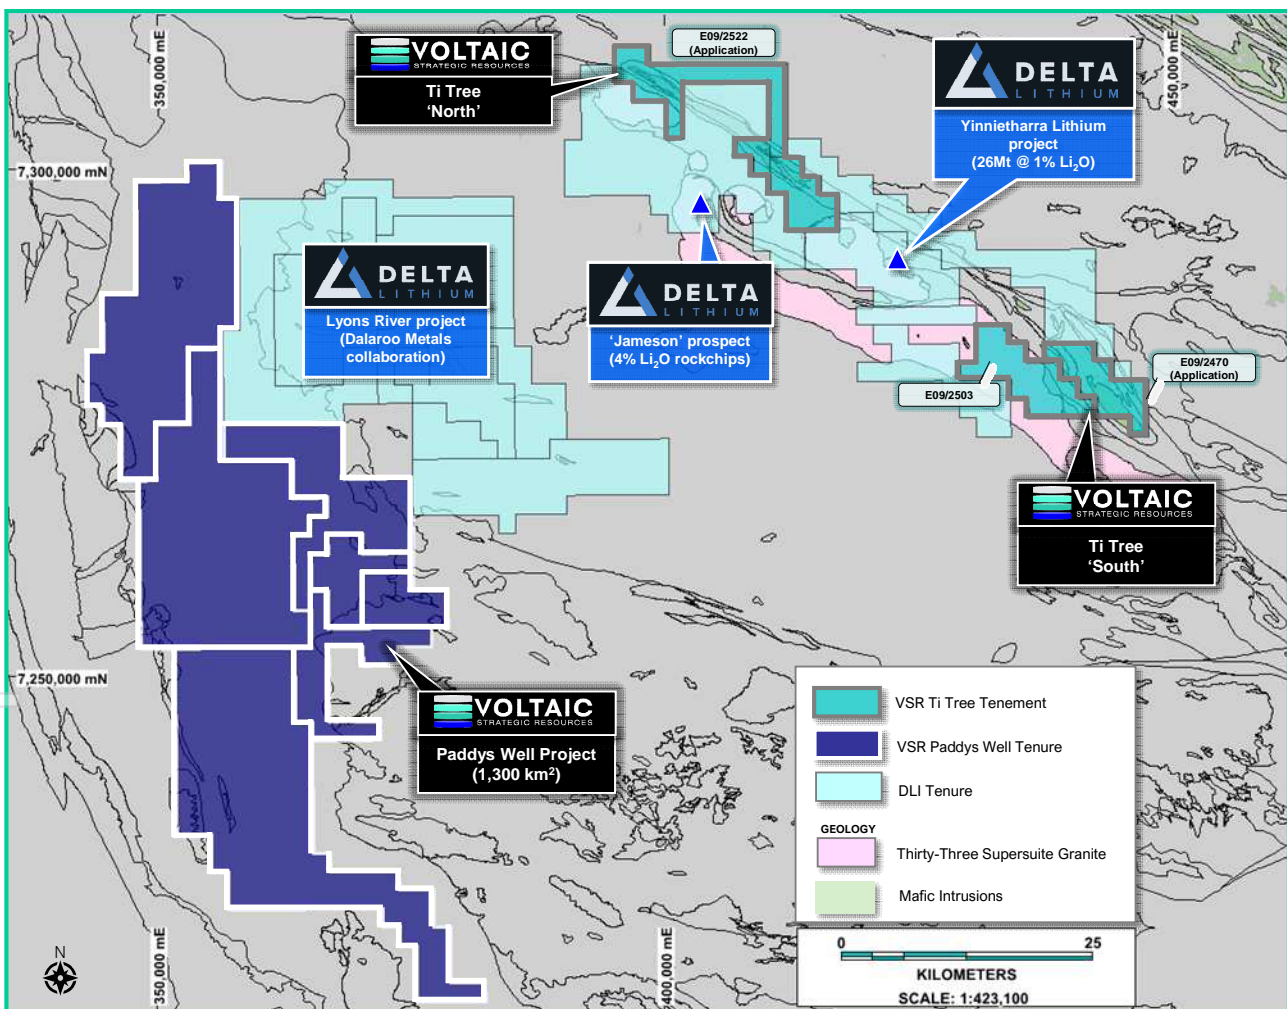 350,000 mE
VOLTAIC
STRATEGIC RESOURCES
Ti Tree
‘North’
E09/2522
(Application)
DELTA
LITHIUM
Yinnietharra Lithium
project
(26Mt @ 1% Li₂O)
450,000 mE
7,300,000 mN
DELTA
LITHIUM
Lyons River project
(Dalaroo Metals
collaboration)
DELTA
LITHIUM
‘Jameson’ prospect
(4% Li₂O rockchips)
E09/2503
E09/2470
(Application)
VOLTAIC
STRATEGIC RESOURCES
Ti Tree
‘South’
7,250,000 mN
VOLTAIC
STRATEGIC RESOURCES
Paddys Well Project
(1,300 km²)
VSR Ti Tree Tenement
VSR Paddys Well Tenure
DLI Tenure
GEOLOGY
Thirty-Three Supersuite Granite
Mafic Intrusions
N
350,000 mE
400,000 mE
0 25
KILOMETERS
SCALE: 1:423,100